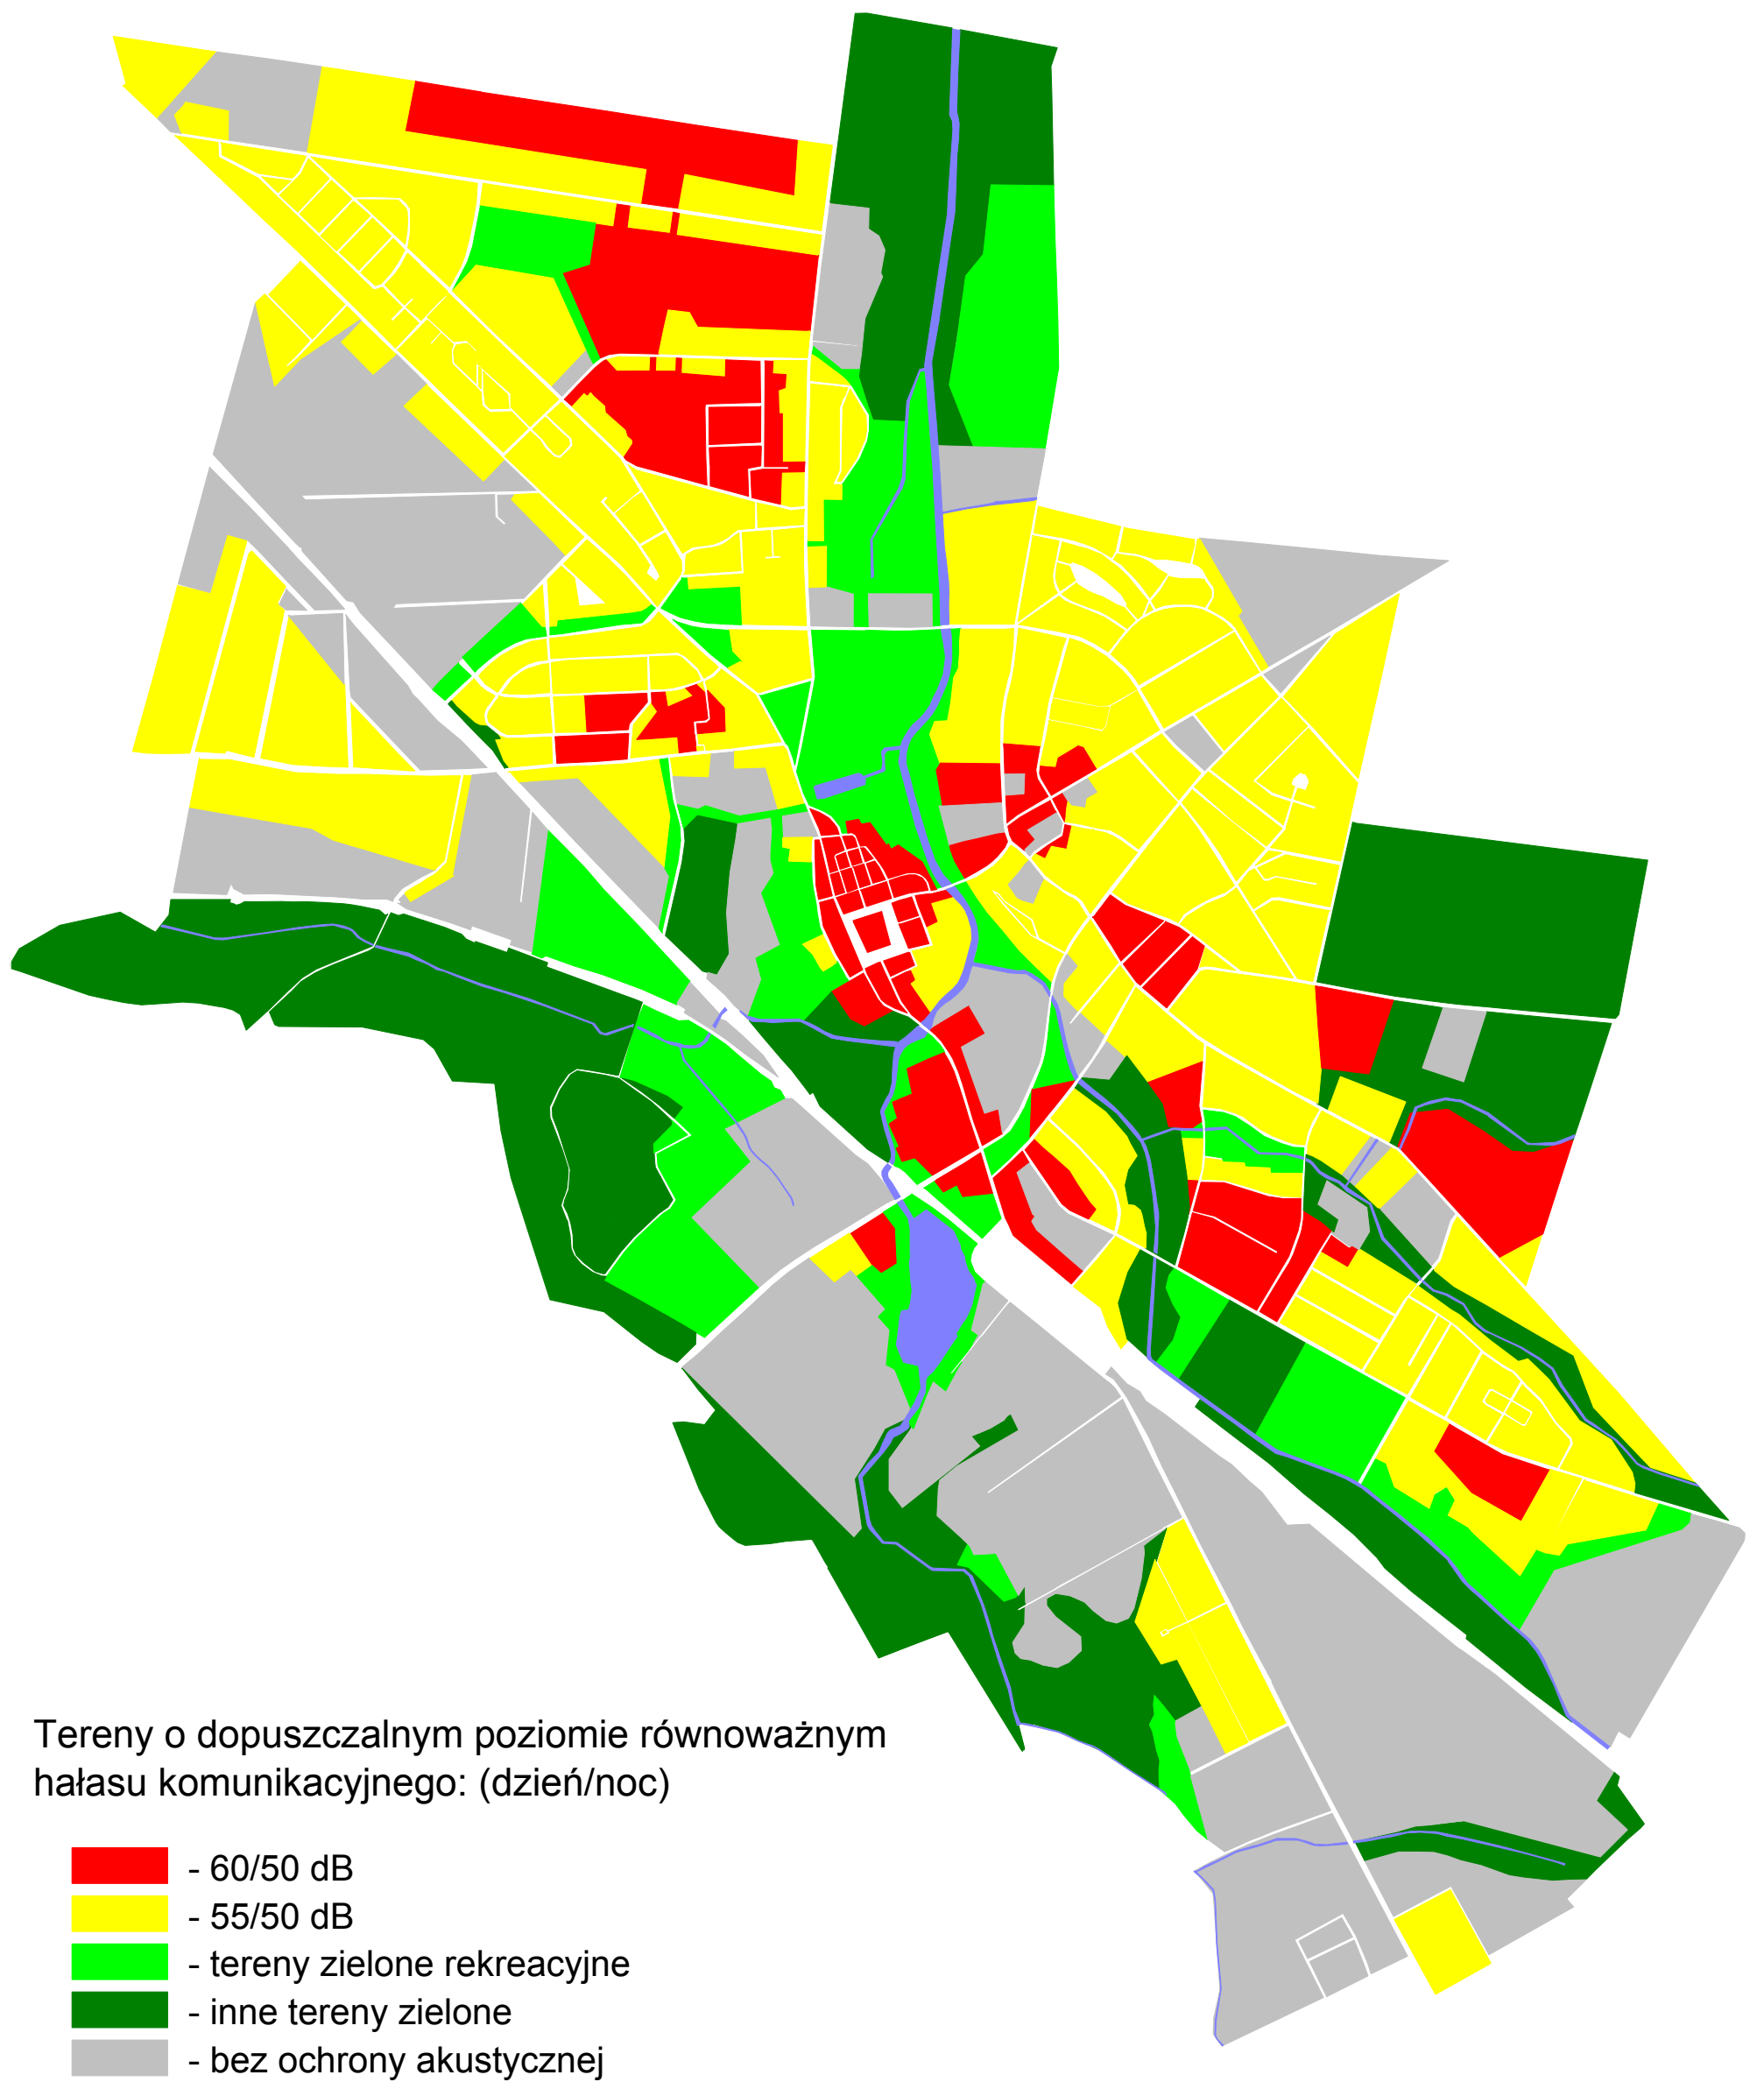 Tereny o dopuszczalnym poziomie równoważnym
hałasu komunikacyjnego: (dzień/noc)
- 60/50 dB
- 55/50 dB
- tereny zielone rekreacyjne
- inne tereny zielone
- bez ochrony akustycznej